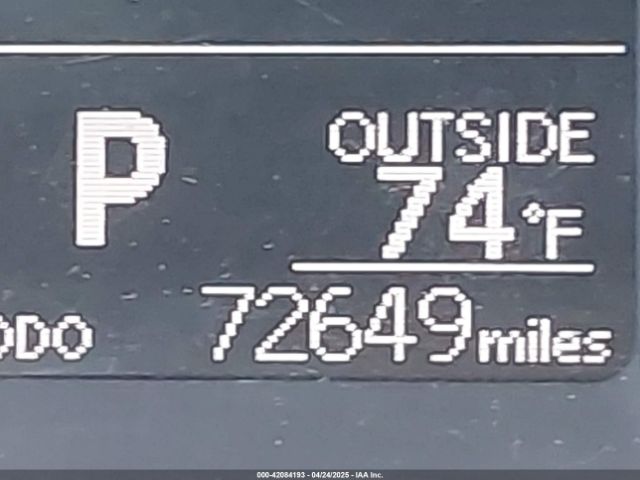 P
OUTSIDE
74°F
ODO 72649 miles
000-42084193 - 04/24/2025 - IAA Inc.